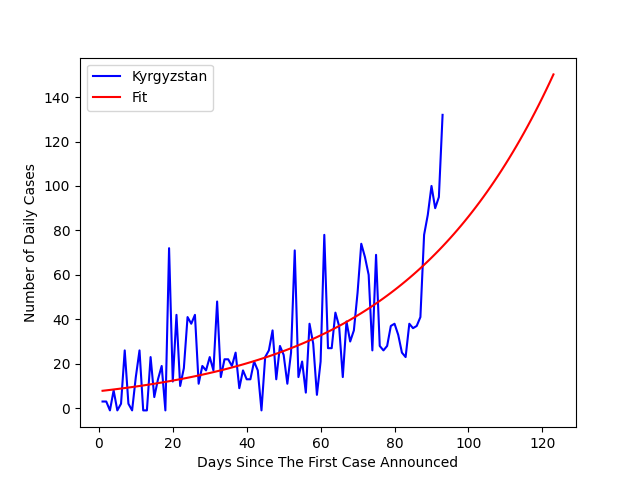 Kyrgyzstan
Fit
140
120
100
80
60
40
20
0
Number of Daily Cases
0 20 40 60 80 100 120
Days Since The First Case Announced